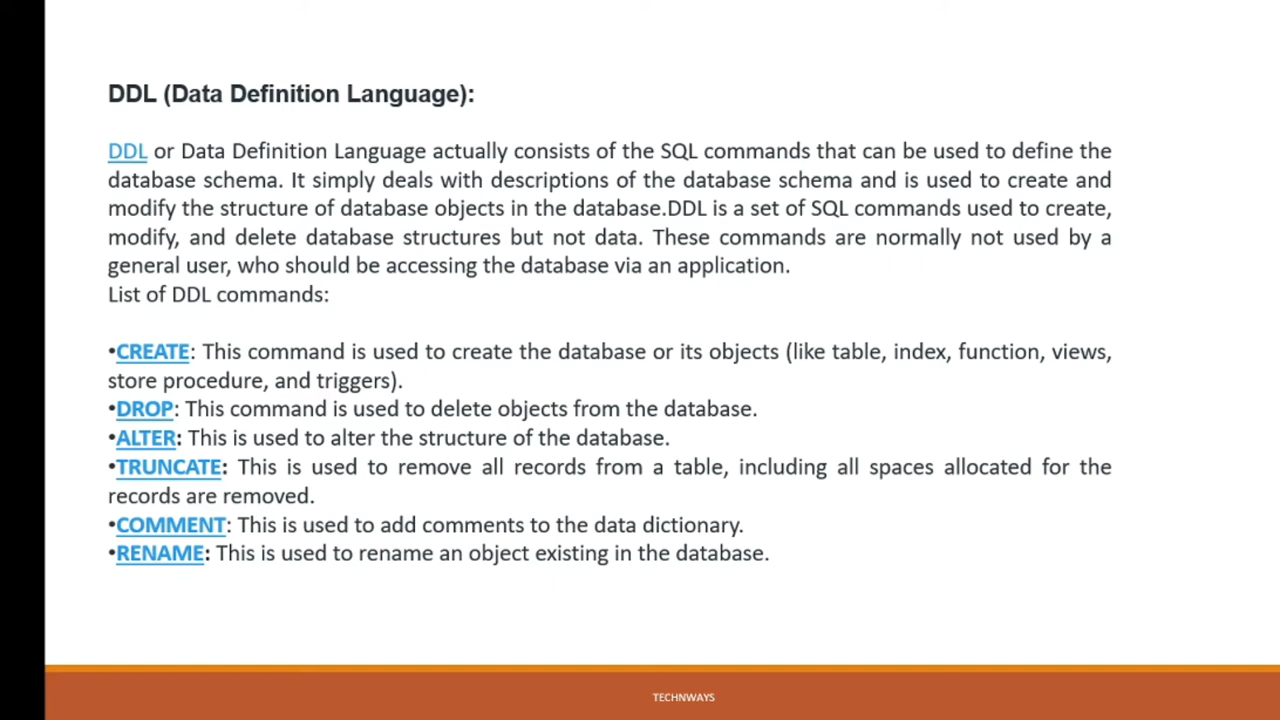 DDL (Data Definition Language):
DDL or Data Definition Language actually consists of the SQL commands that can be used to define the
database schema. It simply deals with descriptions of the database schema and is used to create and
modify the structure of database objects in the database.DDL is a set of SQL commands used to create,
modify, and delete database structures but not data. These commands are normally not used by a
general user, who should be accessing the database via an application.
List of DDL commands:
•CREATE: This command is used to create the database or its objects (like table, index, function, views,
store procedure, and triggers).
•DROP: This command is used to delete objects from the database.
•ALTER: This is used to alter the structure of the database.
•TRUNCATE: This is used to remove all records from a table, including all spaces allocated for the
records are removed.
•COMMENT: This is used to add comments to the data dictionary.
•RENAME: This is used to rename an object existing in the database.
TECHNWAYS